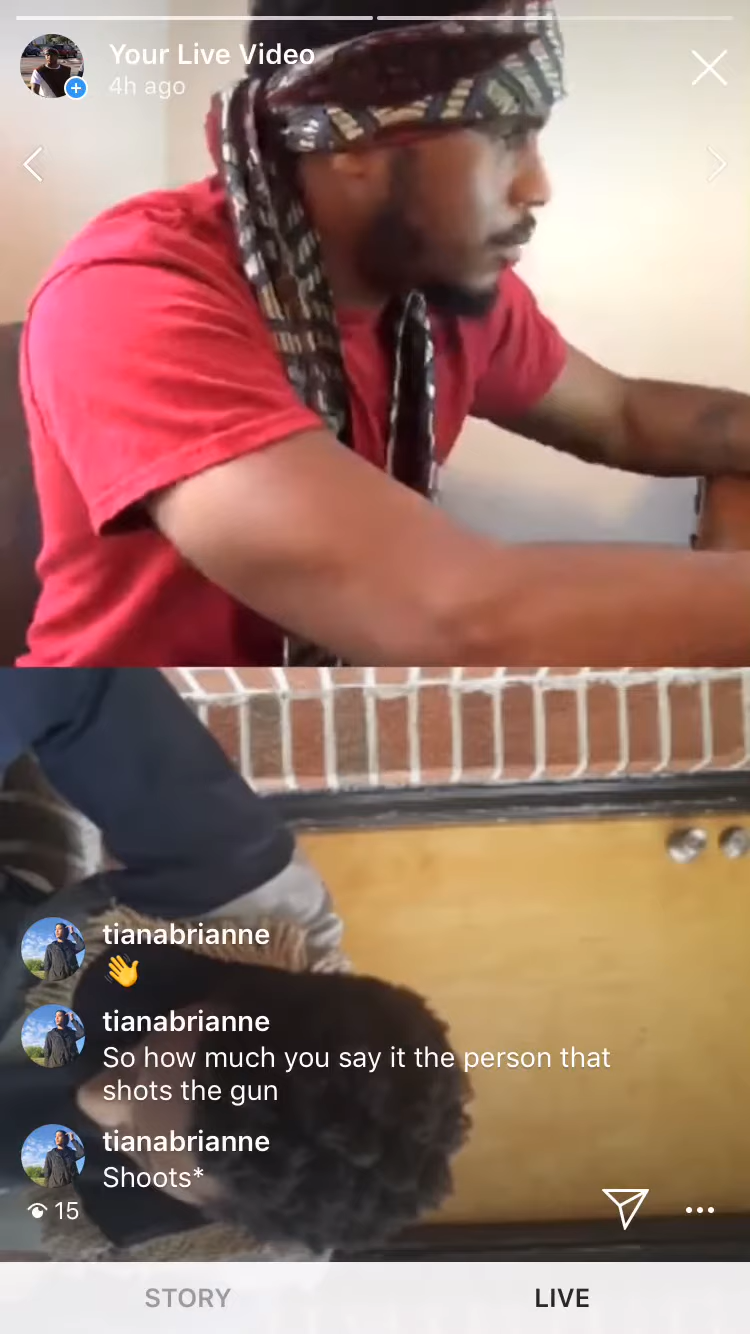 Your Live Video
4h ago
tianabrianne
👋
tianabrianne
So how much you say it the person that
shots the gun
tianabrianne
Shoots*
15
STORY
LIVE